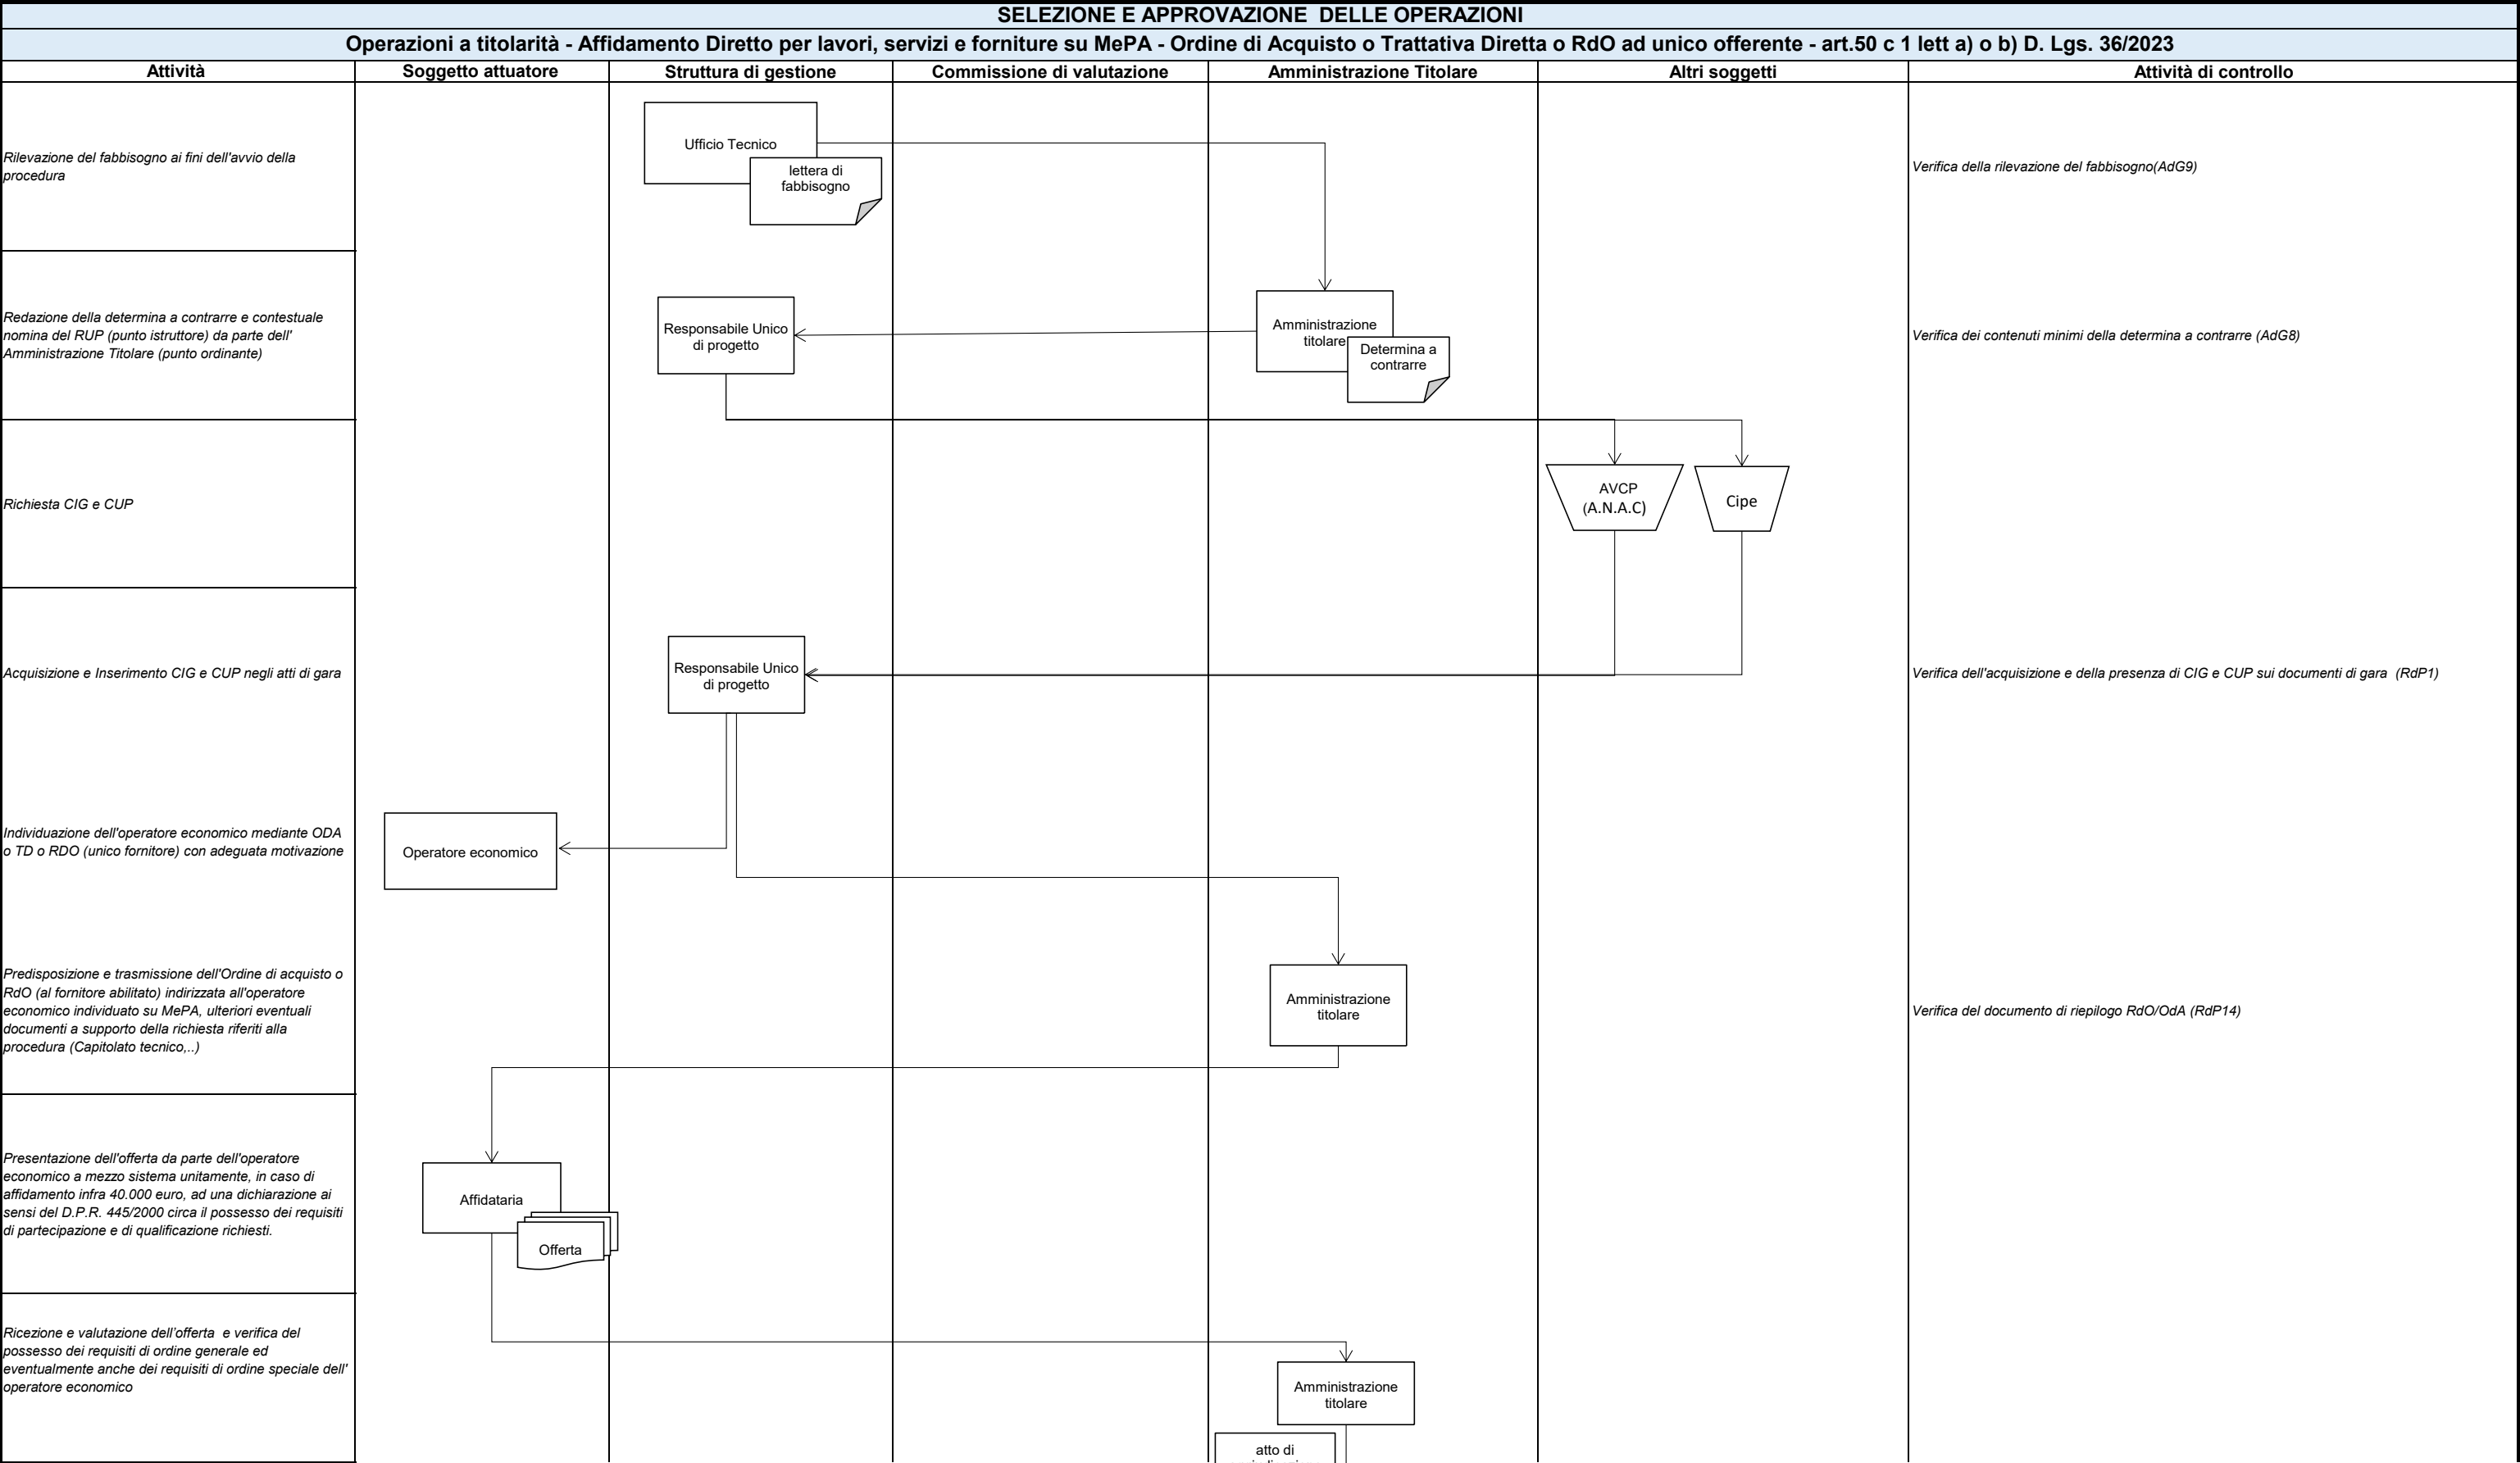 SELEZIONE E APPROVAZIONE  DELLE OPERAZIONI
Operazioni a titolarità - Affidamento Diretto per lavori, servizi e forniture su MePA - Ordine di Acquisto o Trattativa Diretta o RdO ad unico offerente - art.50 c 1 lett a) o b) D. Lgs. 36/2023
Attività
Soggetto attuatore
Struttura di gestione
Commissione di valutazione
Amministrazione Titolare
Altri soggetti
Attività di controllo
Rilevazione del fabbisogno ai fini dell'avvio della
procedura
Ufficio Tecnico
lettera di
fabbisogno
Verifica della rilevazione del fabbisogno(AdG9)
Redazione della determina a contrarre e contestuale
nomina del RUP (punto istruttore) da parte dell'
Amministrazione Titolare (punto ordinante)
Responsabile Unico
di progetto
Amministrazione
titolare
Determina a
contrarre
Verifica dei contenuti minimi della determina a contrarre (AdG8)
Richiesta CIG e CUP
AVCP
(A.N.A.C)
Cipe
Acquisizione e Inserimento CIG e CUP negli atti di gara
Responsabile Unico
di progetto
Verifica dell'acquisizione e della presenza di CIG e CUP sui documenti di gara  (RdP1)
Individuazione dell'operatore economico mediante ODA
o TD o RDO (unico fornitore) con adeguata motivazione
Operatore economico
Predisposizione e trasmissione dell'Ordine di acquisto o
RdO (al fornitore abilitato) indirizzata all'operatore
economico individuato su MePA, ulteriori eventuali
documenti a supporto della richiesta riferiti alla
procedura (Capitolato tecnico,..)
Amministrazione
titolare
Verifica del documento di riepilogo RdO/OdA (RdP14)
Presentazione dell'offerta da parte dell'operatore
economico a mezzo sistema unitamente, in caso di
affidamento infra 40.000 euro, ad una dichiarazione ai
sensi del D.P.R. 445/2000 circa il possesso dei requisiti
di partecipazione e di qualificazione richiesti.
Affidataria
Offerta
Ricezione e valutazione dell'offerta  e verifica del
possesso dei requisiti di ordine generale ed
eventualmente anche dei requisiti di ordine speciale dell'
operatore economico
Amministrazione
titolare
atto di